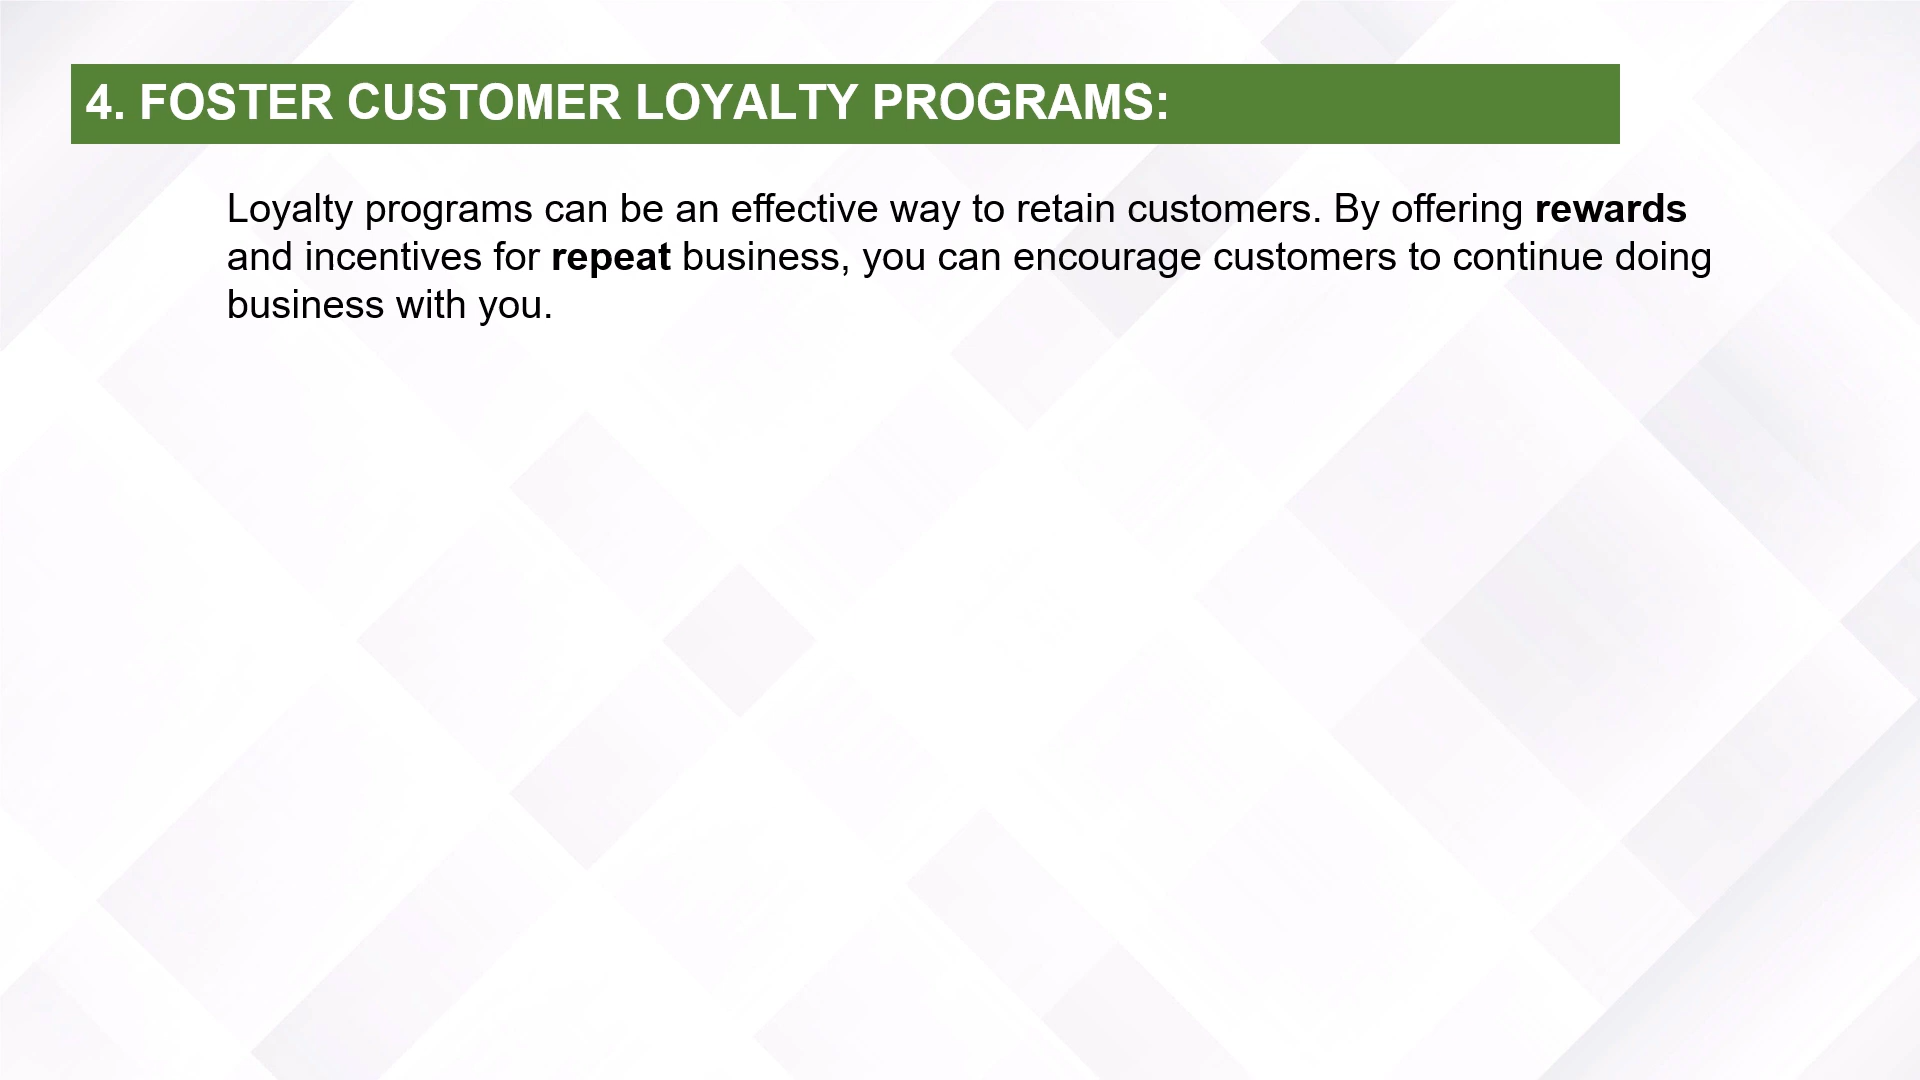 4. FOSTER CUSTOMER LOYALTY PROGRAMS:
Loyalty programs can be an effective way to retain customers. By offering rewards
and incentives for repeat business, you can encourage customers to continue doing
business with you.